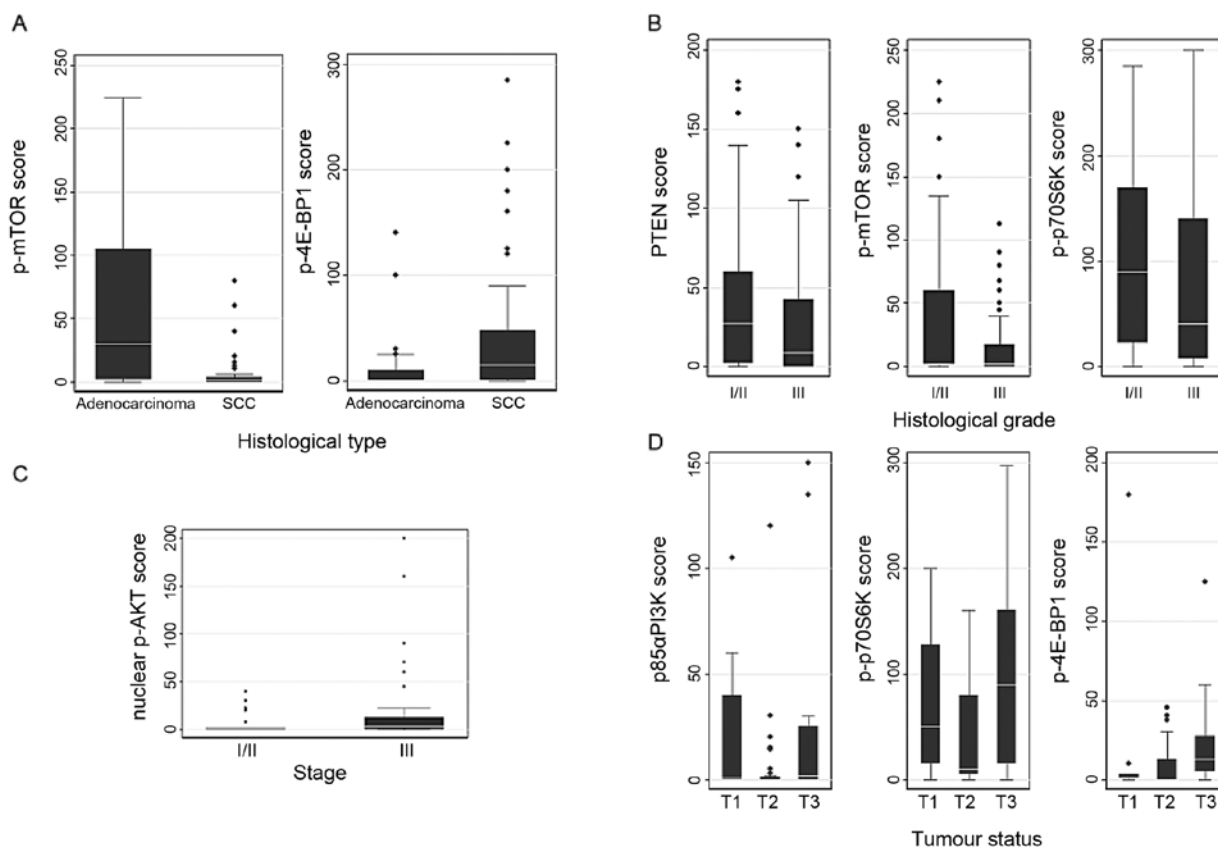 A
p-mTOR score
250
200
150
100
50
0
Adenocarcinoma SCC
p-4E-BP1 score
300
200
100
0
Adenocarcinoma SCC
Histological type
B
PTEN score
200
150
100
50
0
I/II III
p-mTOR score
250
200
150
100
50
0
I/II III
p-p70S6K score
300
200
100
0
I/II III
Histological grade
C
nuclear p-AKT score
200
150
100
50
0
I/II III
Stage
D
p85αPI3K score
150
100
50
0
T1 T2 T3
p-p70S6K score
300
200
100
0
T1 T2 T3
p-4E-BP1 score
200
150
100
50
0
T1 T2 T3
Tumour status